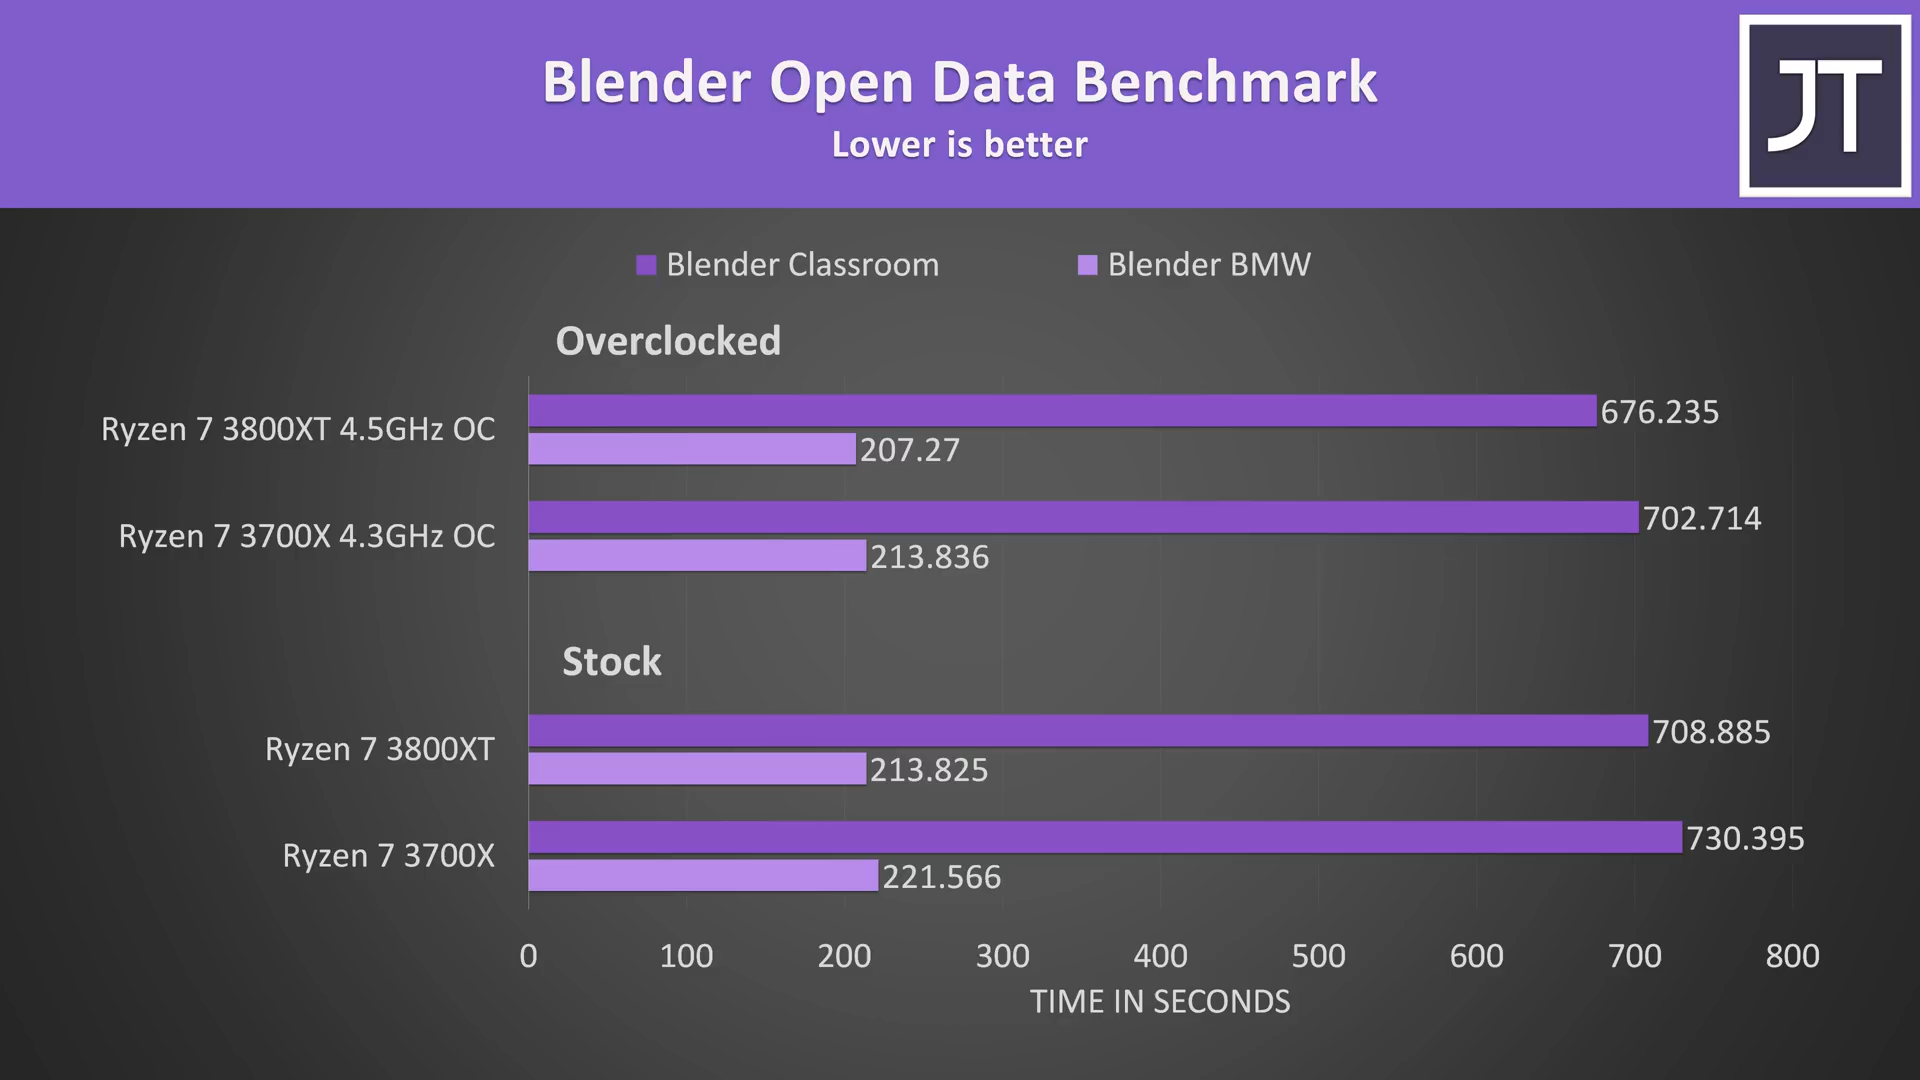 Blender Open Data Benchmark
Lower is better
JT
Blender Classroom
Blender BMW
Overclocked
Ryzen 7 3800XT 4.5GHz OC
676.235
207.27
Ryzen 7 3700X 4.3GHz OC
702.714
213.836
Stock
Ryzen 7 3800XT
708.885
213.825
Ryzen 7 3700X
730.395
221.566
0 100 200 300 400 500 600 700 800
TIME IN SECONDS